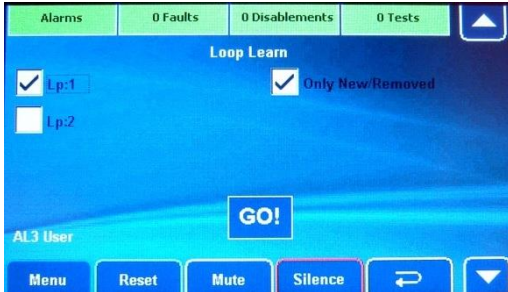 Alarms 0 Faults 0 Disablements 0 Tests
Loop Learn
Lp:1 Only New/Removed
Lp:2
GO!
AL3 User
Menu Reset Mute Silence